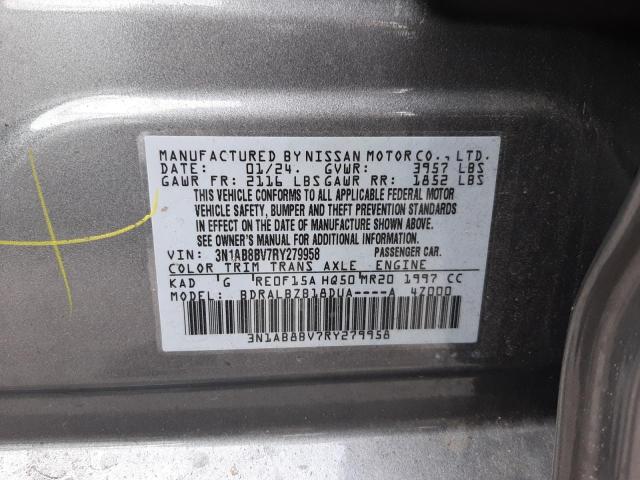 MANUFACTURED BY NISSAN MOTOR CO., LTD.
DATE: 01/24. GVWR: 3957 LBS
GAWR FR: 2116 LBS GAWR RR: 1852 LBS
THIS VEHICLE CONFORMS TO ALL APPLICABLE FEDERAL MOTOR
VEHICLE SAFETY, BUMPER AND THEFT PREVENTION STANDARDS
IN EFFECT ON THE DATE OF MANUFACTURE SHOWN ABOVE.
SEE OWNER'S MANUAL FOR ADDITIONAL INFORMATION.
VIN: 3N1AB8BV7RY279958 PASSENGER CAR.
COLOR TRIM TRANS AXLE ENGINE
KAD G RE0F15A HQ50 MR20 1997 CC
MODEL: BDRALBZB18DUA----A 4Z000
3N1AB8BV7RY279958